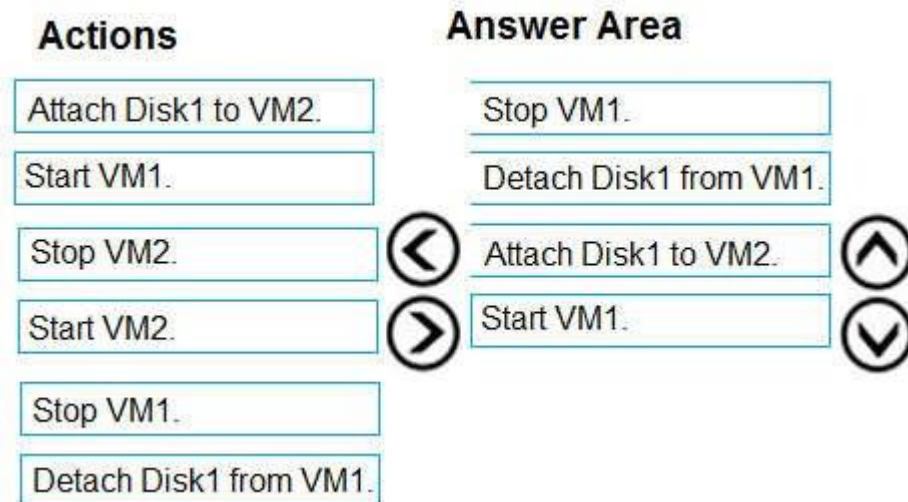 Actions
Attach Disk1 to VM2.
Start VM1.
Stop VM2.
Start VM2.
Stop VM1.
Detach Disk1 from VM1.
Answer Area
Stop VM1.
Detach Disk1 from VM1.
Attach Disk1 to VM2.
Start VM1.